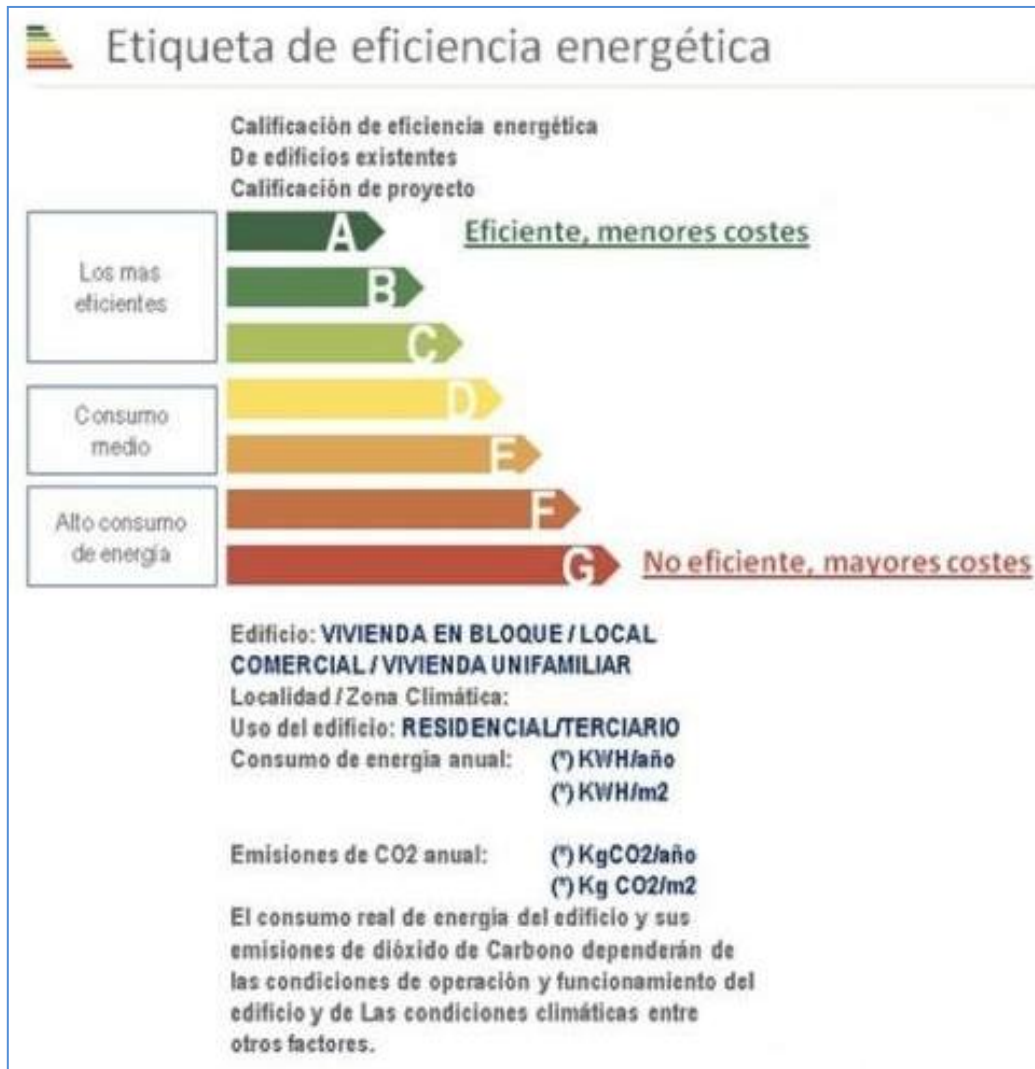 Etiqueta de eficiencia energética
Calificación de eficiencia energética
De edificios existentes
Calificación de proyecto
Los mas
eficientes
A
Eficiente, menores costes
B
C
Consumo
medio
D
E
Alto consumo
de energía
F
G
No eficiente, mayores costes
Edificio: VIVIENDA EN BLOQUE / LOCAL
COMERCIAL / VIVIENDA UNIFAMILIAR
Localidad / Zona Climática:
Uso del edificio: RESIDENCIAL/TERCIARIO
Consumo de energía anual: (*) KWH/año
(*) KWH/m2
Emisiones de CO2 anual: (*) KgCO2/año
(*) Kg CO2/m2
El consumo real de energía del edificio y sus
emisiones de dióxido de Carbono dependerán de
las condiciones de operación y funcionamiento del
edificio y de Las condiciones climáticas entre
otros factores.